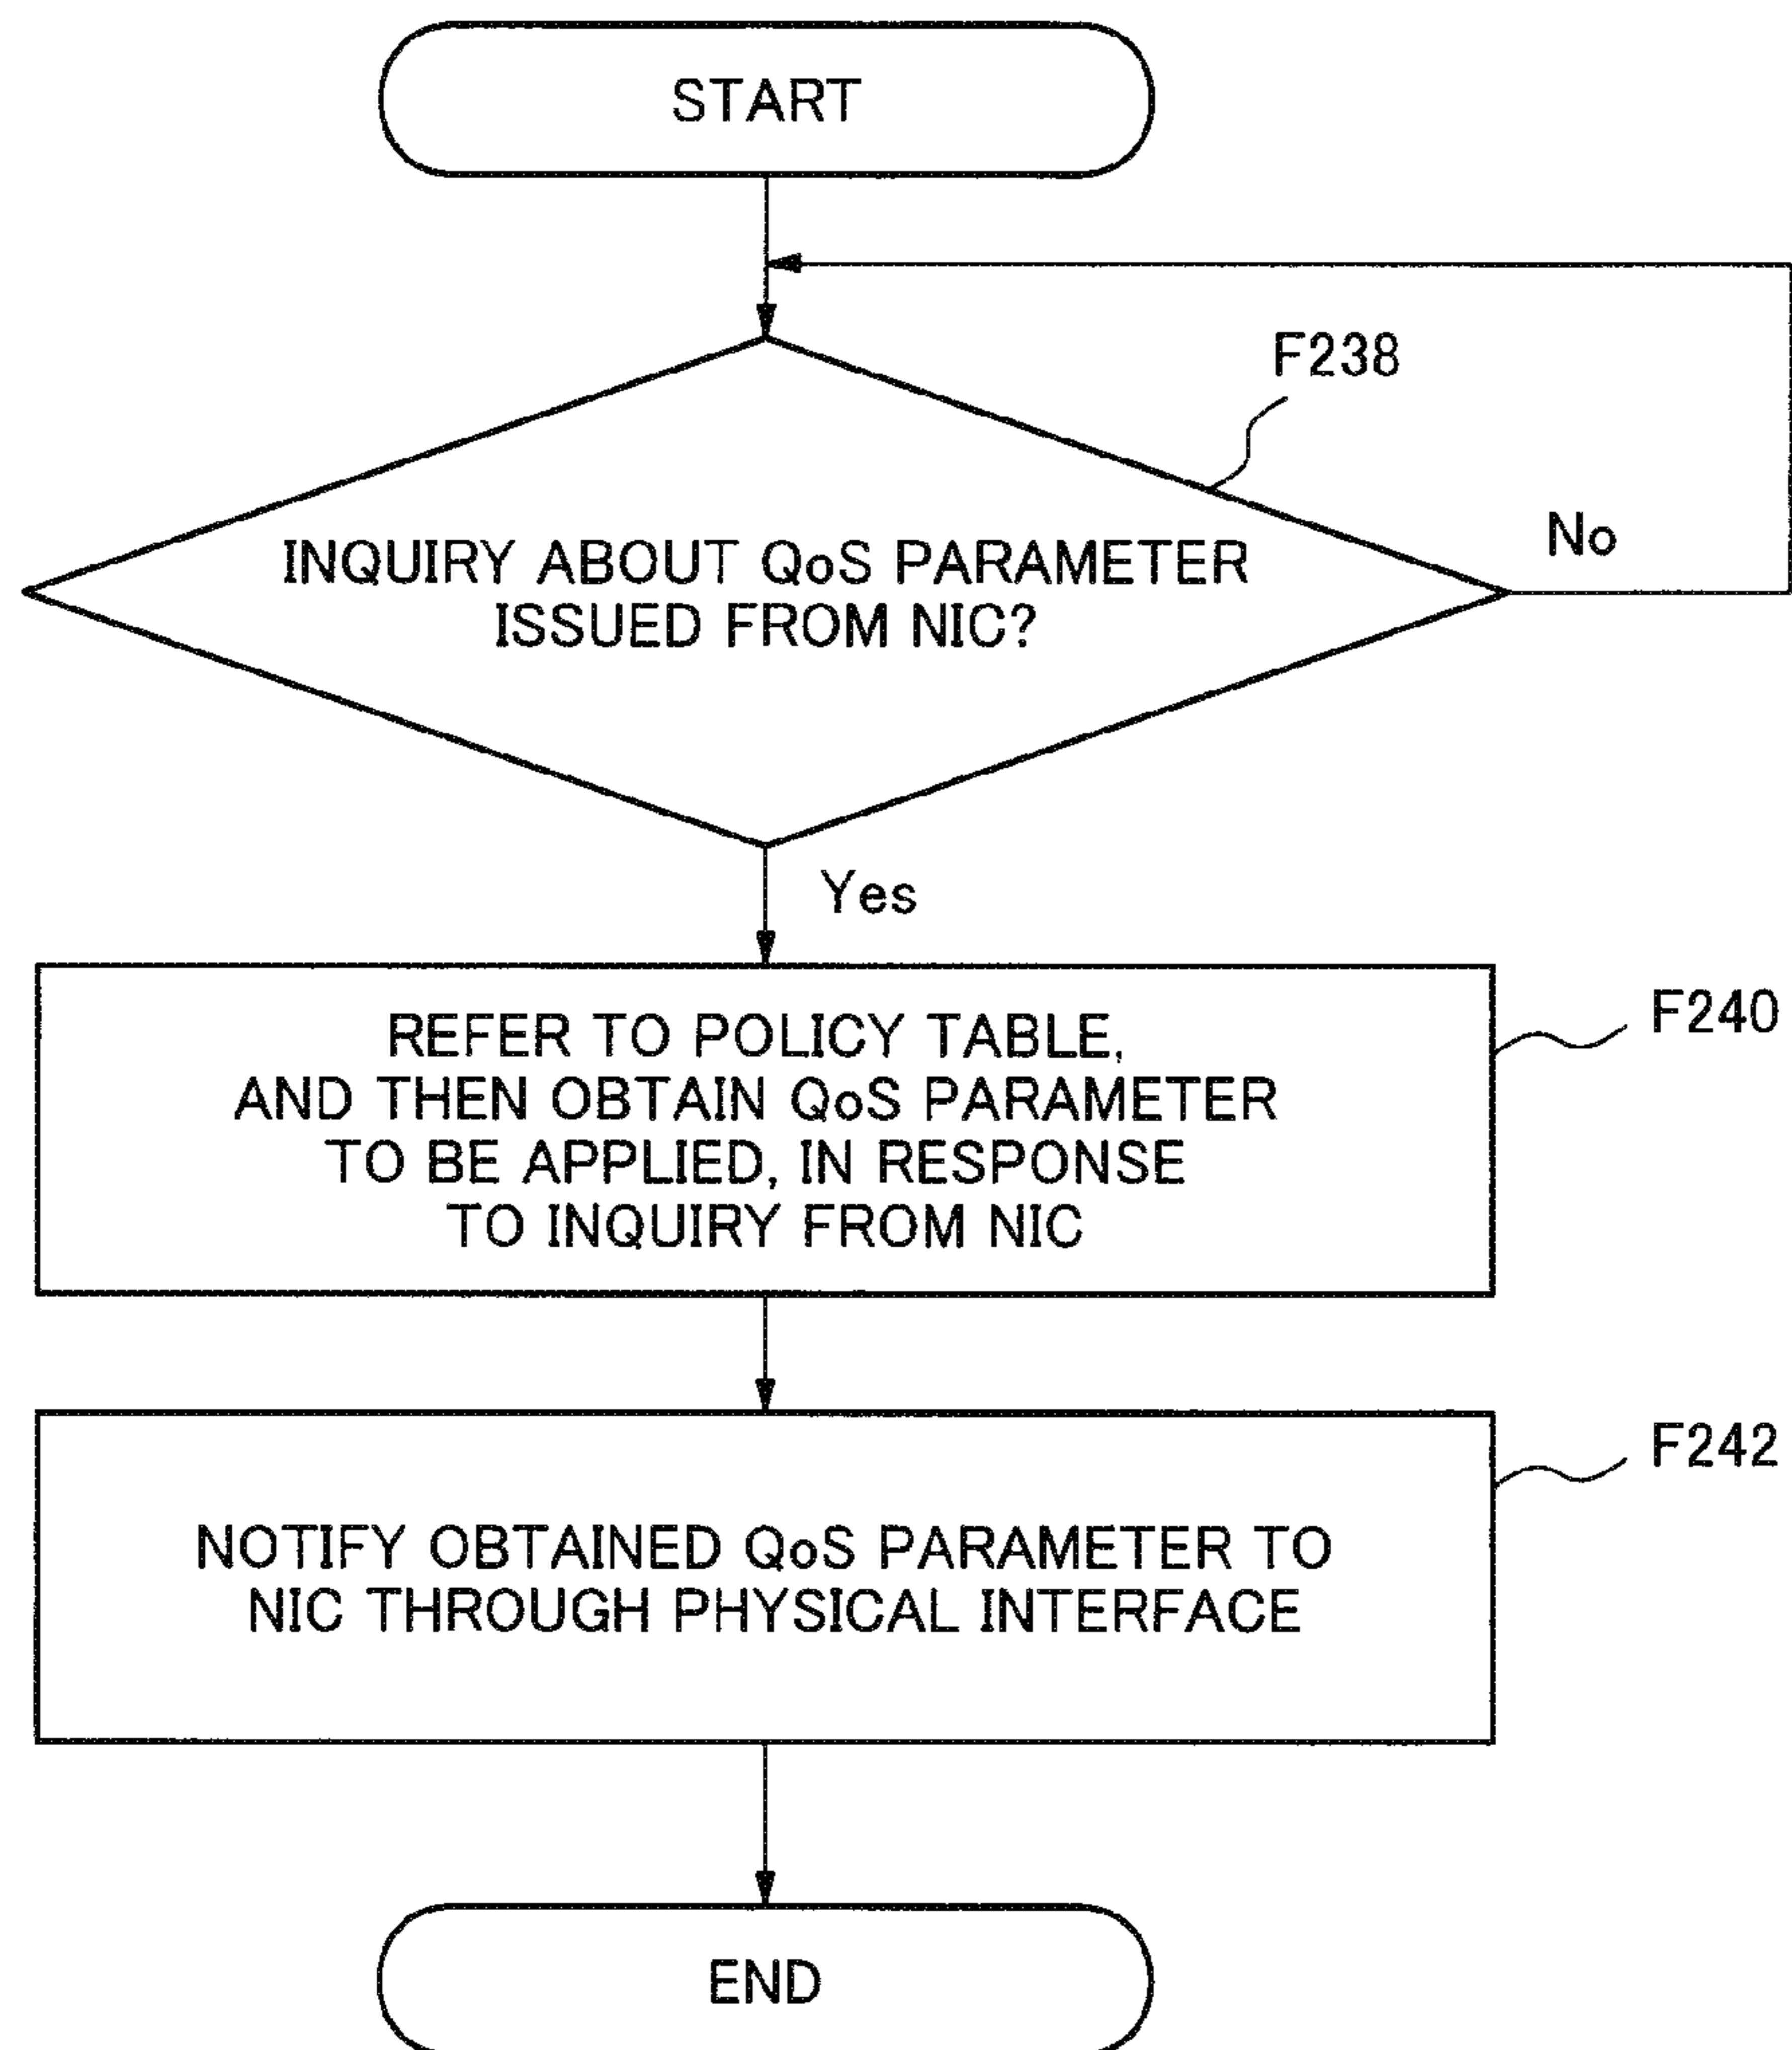 START
F238
No
INQUIRY ABOUT QoS PARAMETER
ISSUED FROM NIC?
Yes
F240
REFER TO POLICY TABLE,
AND THEN OBTAIN QoS PARAMETER
TO BE APPLIED, IN RESPONSE
TO INQUIRY FROM NIC
F242
NOTIFY OBTAINED QoS PARAMETER TO
NIC THROUGH PHYSICAL INTERFACE
END